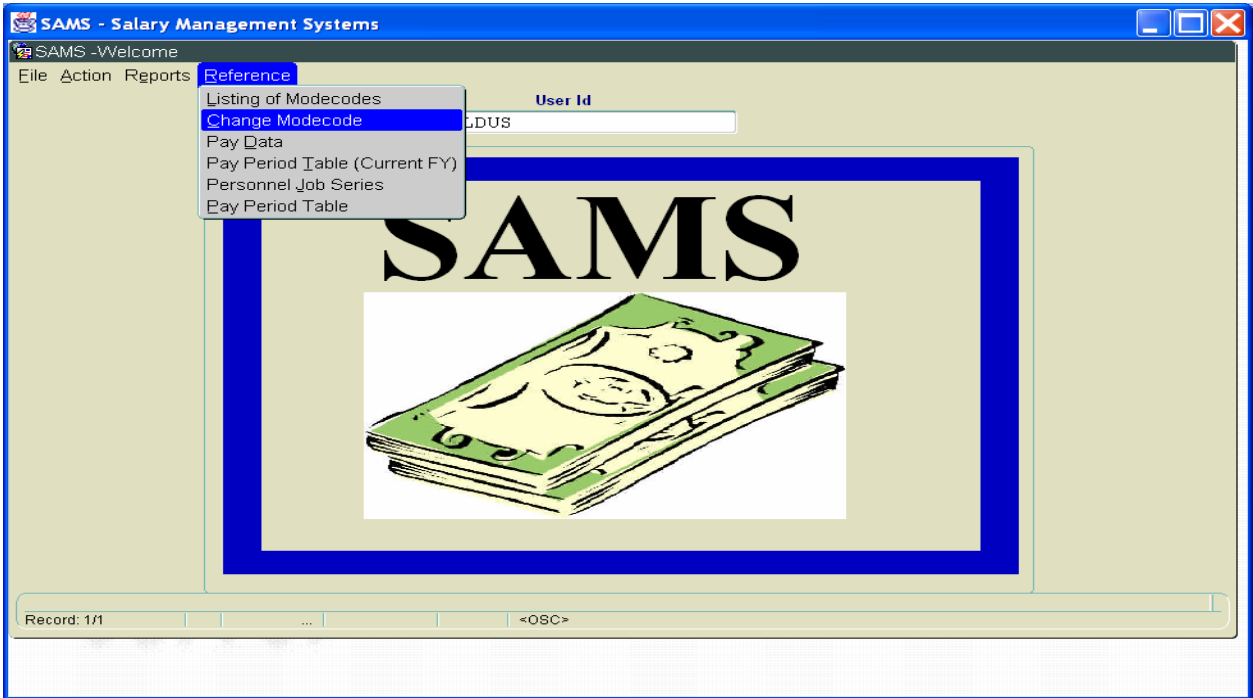 SAMS - Salary Management Systems
SAMS -Welcome
File Action Reports Reference
Listing of Modecodes
Change Modecode
Pay Data
Pay Period Table (Current FY)
Personnel Job Series
Pay Period Table
User Id
LDUS
SAMS
Record: 1/1 ... <OSC>